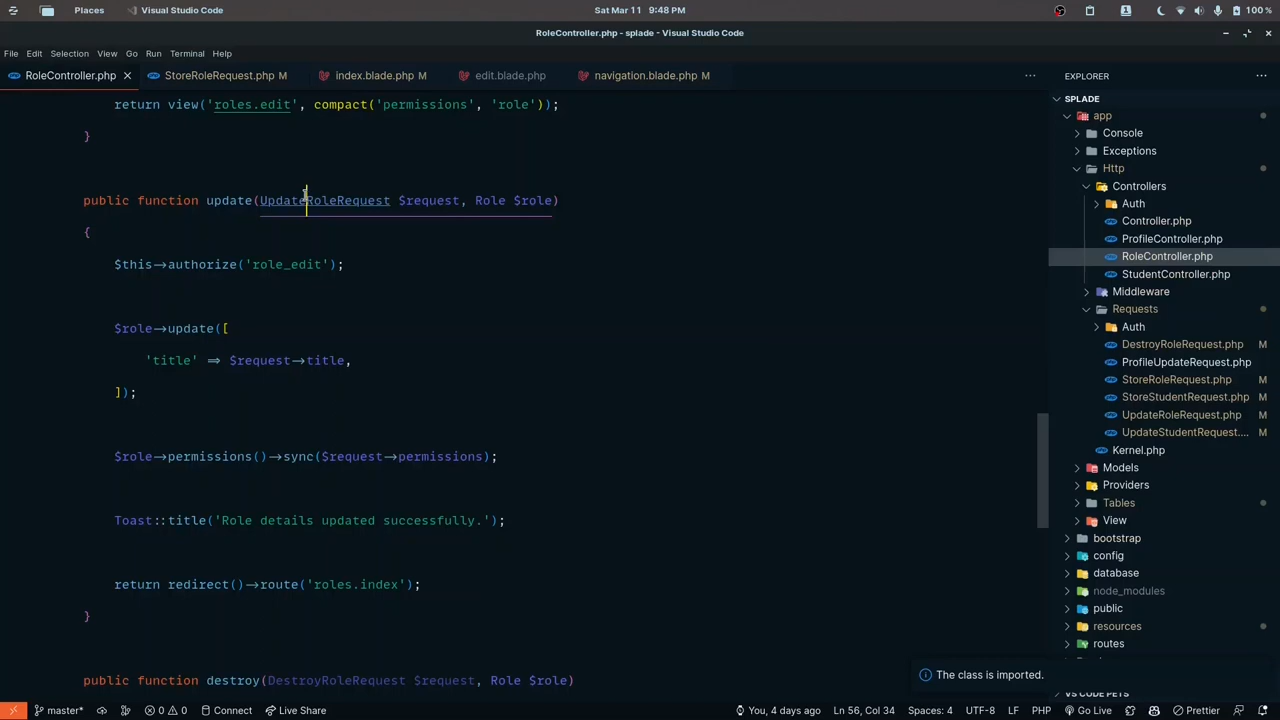 Places
Visual Studio Code
Sat Mar 11 9:48 PM
100 %
RoleController.php - splade - Visual Studio Code
File Edit Selection View Go Run Terminal Help
RoleController.php
StoreRoleRequest.php M
index.blade.php M
edit.blade.php
navigation.blade.php M
return view('roles.edit', compact('permissions', 'role'));
}
public function update(UpdateRoleRequest $request, Role $role)
{
$this->authorize('role_edit');
$role->update([
'title' => $request->title,
]);
$role->permissions()->sync($request->permissions);
Toast::title('Role details updated successfully.');
return redirect()->route('roles.index');
}
public function destroy(DestroyRoleRequest $request, Role $role)
EXPLORER
SPLADE
app
Console
Exceptions
Http
Controllers
Auth
Controller.php
ProfileController.php
RoleController.php
StudentController.php
Middleware
Requests
Auth
DestroyRoleRequest.php M
ProfileUpdateRequest.php
StoreRoleRequest.php M
StoreStudentRequest.php M
UpdateRoleRequest.php M
UpdateStudentRequest.... M
Kernel.php
Models
Providers
Tables
View
bootstrap
config
database
node_modules
public
resources
routes
The class is imported.
VS CODE PETS
master*
0
0
Connect
Live Share
You, 4 days ago
Ln 56, Col 34
Spaces: 4
UTF-8
LF
PHP
Go Live
Prettier